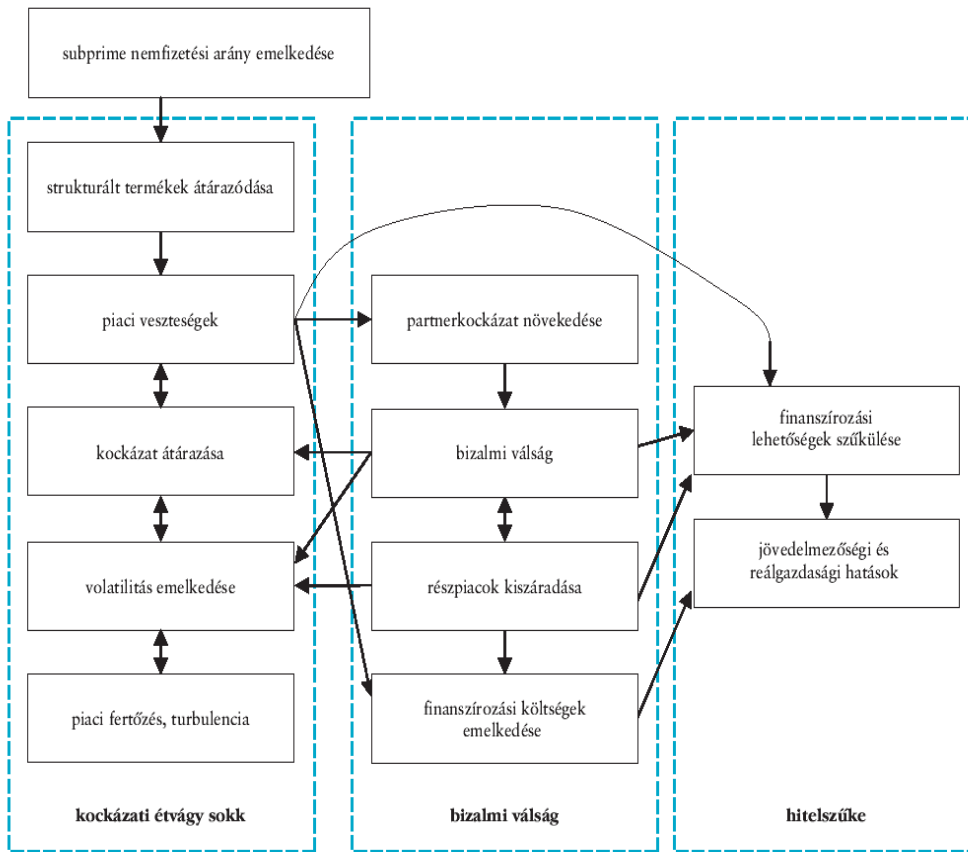 subprime nemfizetési arány emelkedése
strukturált termékek átárazódása
piaci veszteségek
kockázat átárazása
volatilitás emelkedése
piaci fertőzés, turbulencia
kockázati étvágy sokk
partnerkockázat növekedése
bizalmi válság
részpiacok kiszáradása
finanszírozási költségek
emelkedése
bizalmi válság
finanszírozási
lehetőségek szűkülése
jövedelmezőségi és
reálgazdasági hatások
hitelszűke